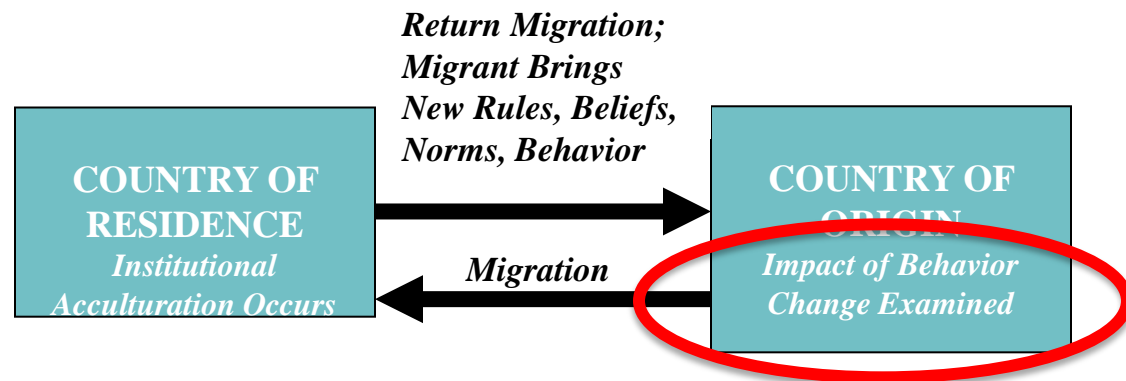 Return Migration;
Migrant Brings
New Rules, Beliefs,
Norms, Behavior
COUNTRY OF
RESIDENCE
Institutional
Acculturation Occurs
Migration
COUNTRY OF
ORIGIN
Impact of Behavior
Change Examined